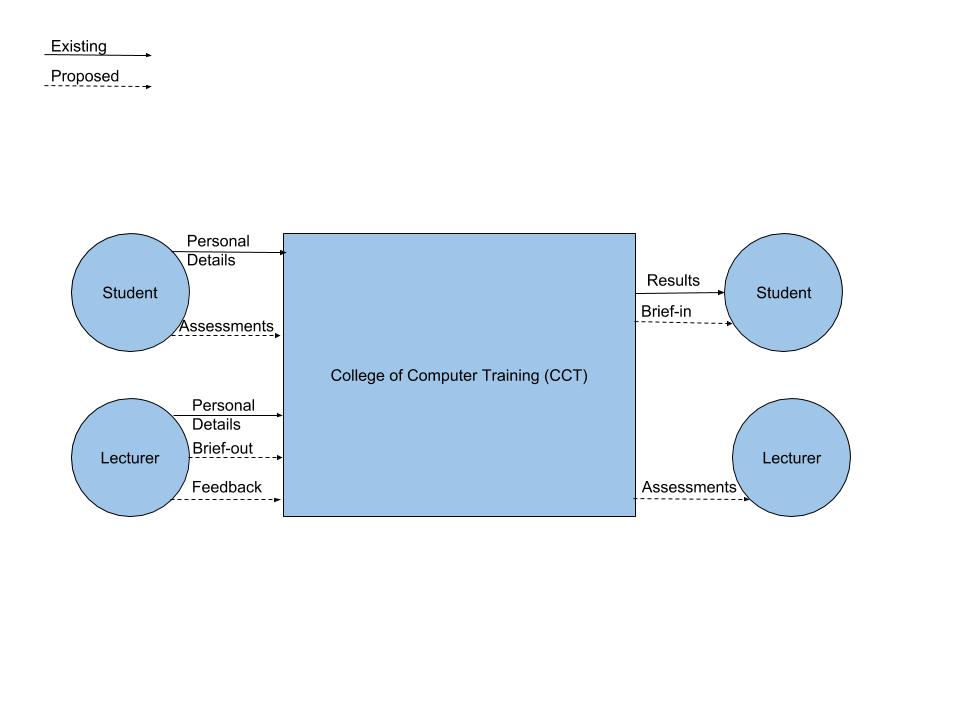 Existing
Proposed
Personal
Details
Student
Assessments
Personal
Details
Lecturer
Brief-out
Feedback
College of Computer Training (CCT)
Results
Brief-in
Student
Lecturer
Assessments